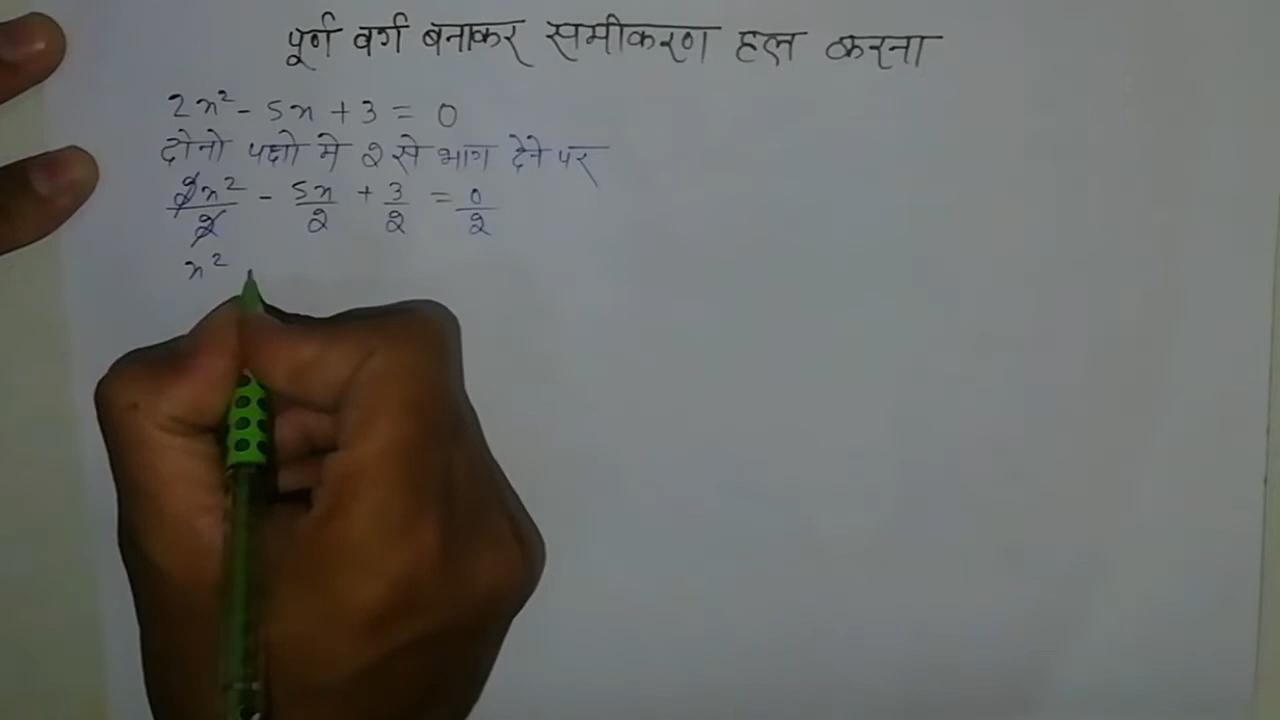 पूर्ण वर्ग बनाकर समीकरण हल करना
2x² - 5x + 3 = 0
दोनो पक्षो मे 2 से भाग देने पर
2x²/2 - 5x/2 + 3/2 = 0/2
x²